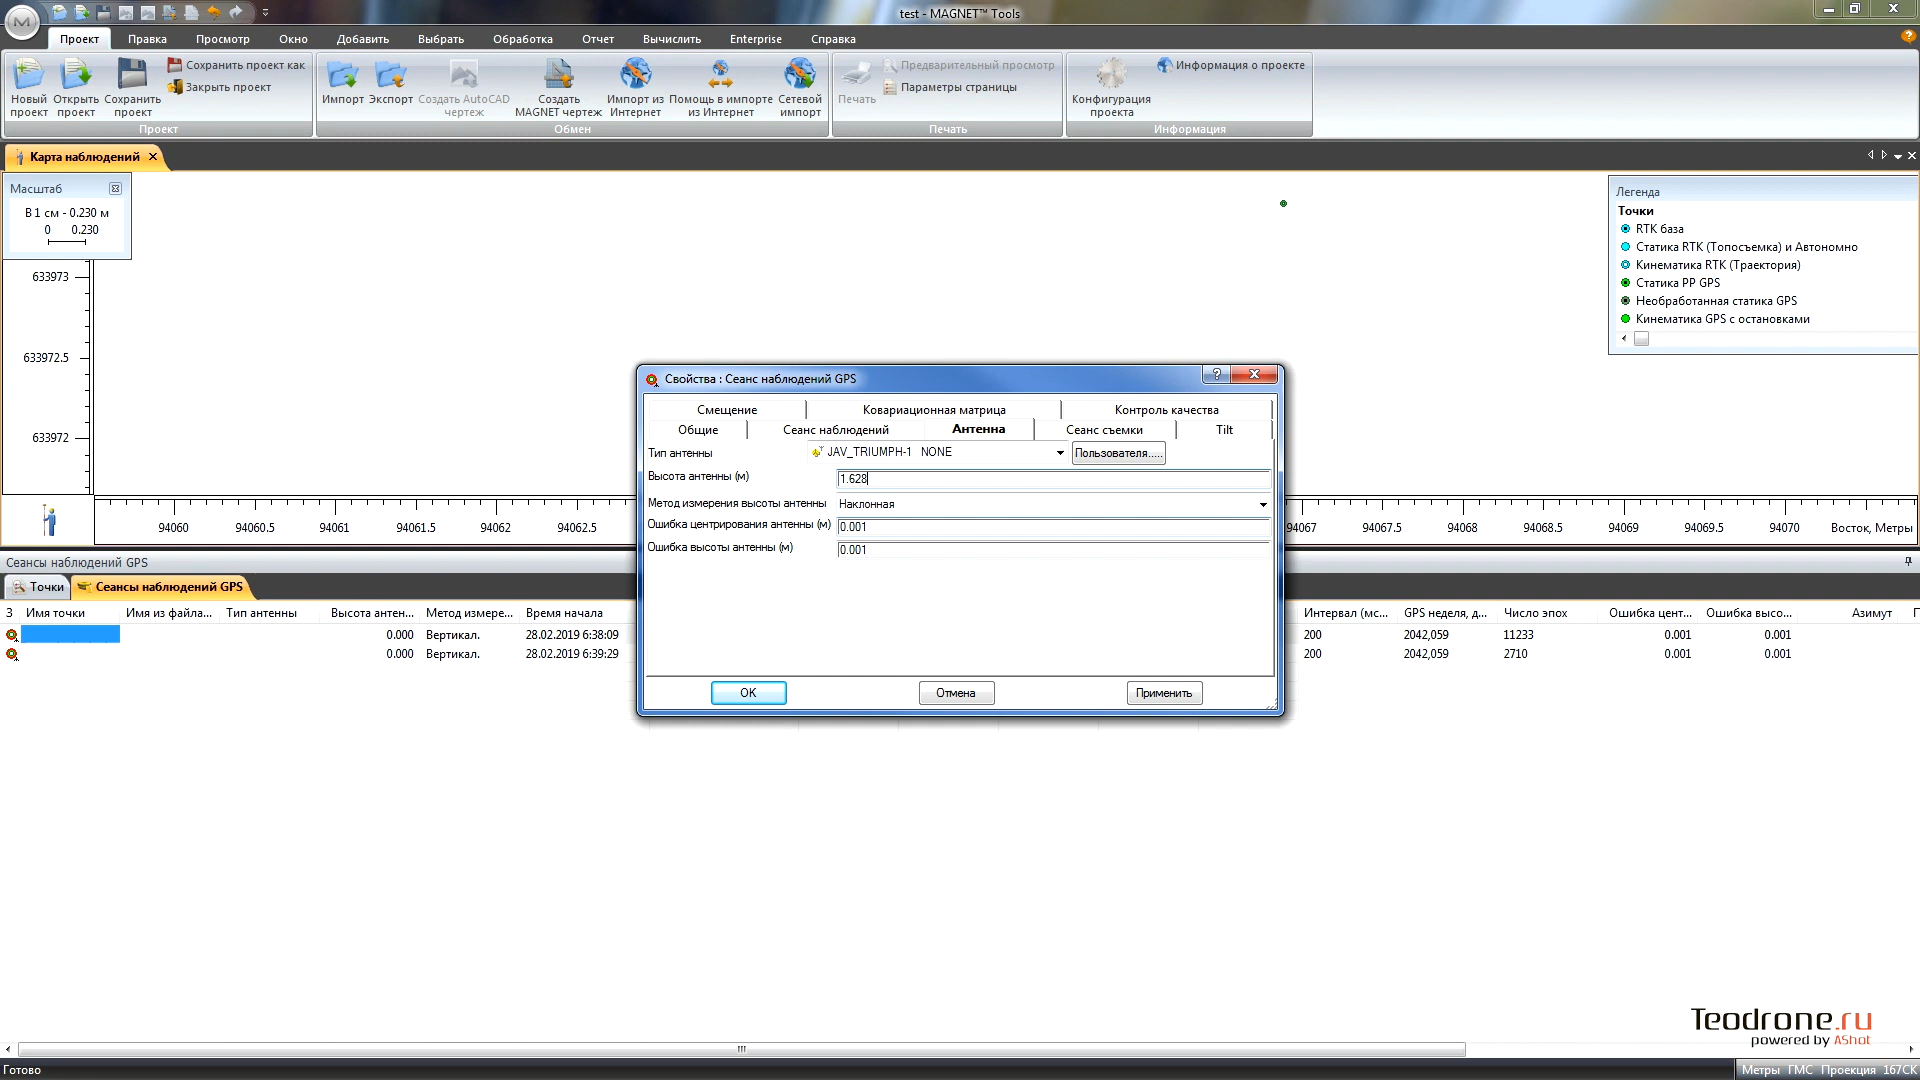 test - MAGNET™ Tools
Проект Правка Просмотр Окно Добавить Выбрать Обработка Отчет Вычислить Enterprise Справка
Новый проект
Открыть проект
Сохранить проект
Сохранить проект как
Закрыть проект
Проект
Импорт
Экспорт
Создать AutoCAD чертеж
Создать MAGNET чертеж
Импорт из Интернет
Помощь в импорте из Интернет
Сетевой импорт
Обмен
Печать
Предварительный просмотр
Параметры страницы
Печать
Конфигурация проекта
Информация о проекте
Информация
Карта наблюдений
Масштаб
В 1 см - 0.230 м
0 0.230
633973
633972.5
633972
Легенда
Точки
RTK база
Статика RTK (Топосъемка) и Автономно
Кинематика RTK (Траектория)
Статика PP GPS
Необработанная статика GPS
Кинематика GPS с остановками
94060 94060.5 94061 94061.5 94062 94062.5 94067 94067.5 94068 94068.5 94069 94069.5 94070 Восток, Метры
Свойства : Сеанс наблюдений GPS
Смещение Ковариационная матрица Контроль качества
Общие Сеанс наблюдений Антенна Сеанс съемки Tilt
Тип антенны JAV_TRIUMPH-1 NONE Пользователя.....
Высота антенны (м) 1.628
Метод измерения высоты антенны Наклонная
Ошибка центрирования антенны (м) 0.001
Ошибка высоты антенны (м) 0.001
OK Отмена Применить
Сеансы наблюдений GPS
Точки Сеансы наблюдений GPS
З Имя точки Имя из файла... Тип антенны Высота антен... Метод измере... Время начала Интервал (мс... GPS неделя, д... Число эпох Ошибка цент... Ошибка высо... Азимут
0.000 Вертикал. 28.02.2019 6:38:09 200 2042,059 11233 0.001 0.001
0.000 Вертикал. 28.02.2019 6:39:29 200 2042,059 2710 0.001 0.001
Teodrone.ru
powered by AShot
Готово
Метры ГМС Проекция 167СК